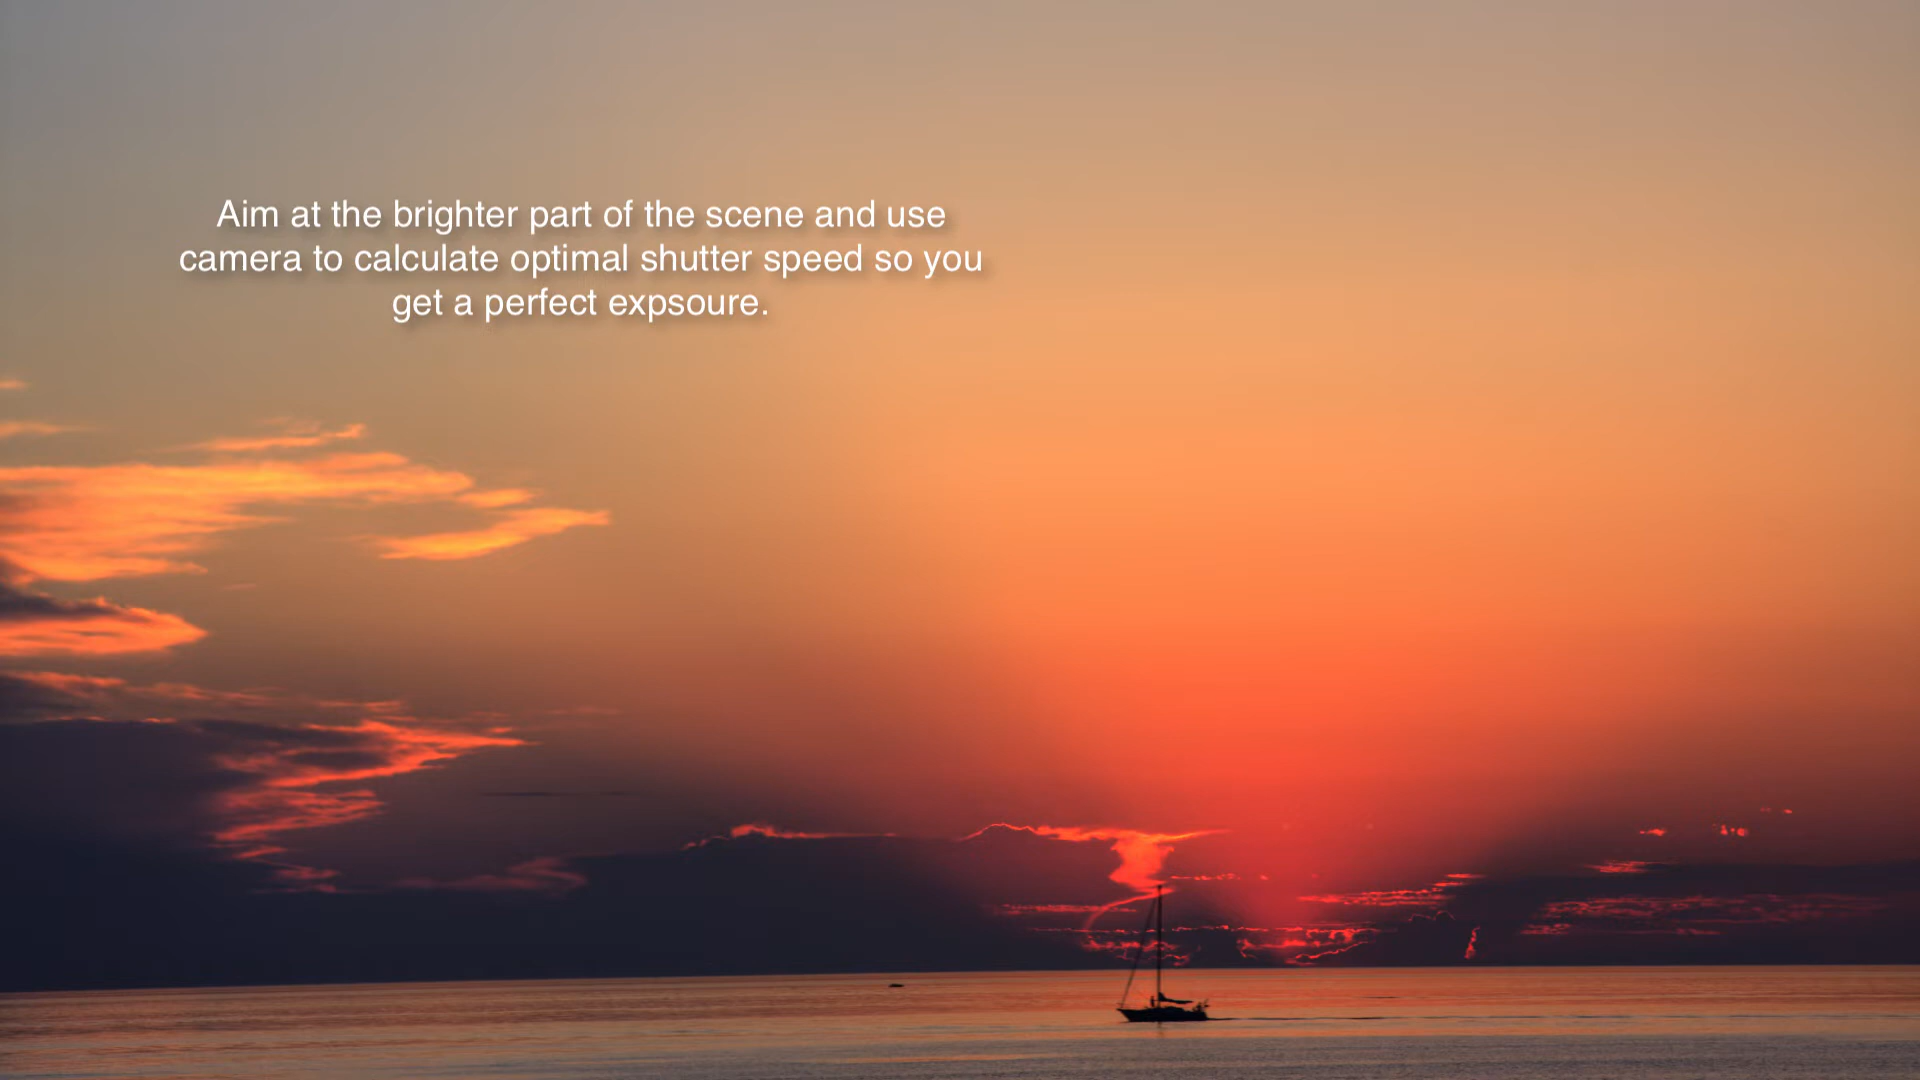 Aim at the brighter part of the scene and use
camera to calculate optimal shutter speed so you
get a perfect expsoure.